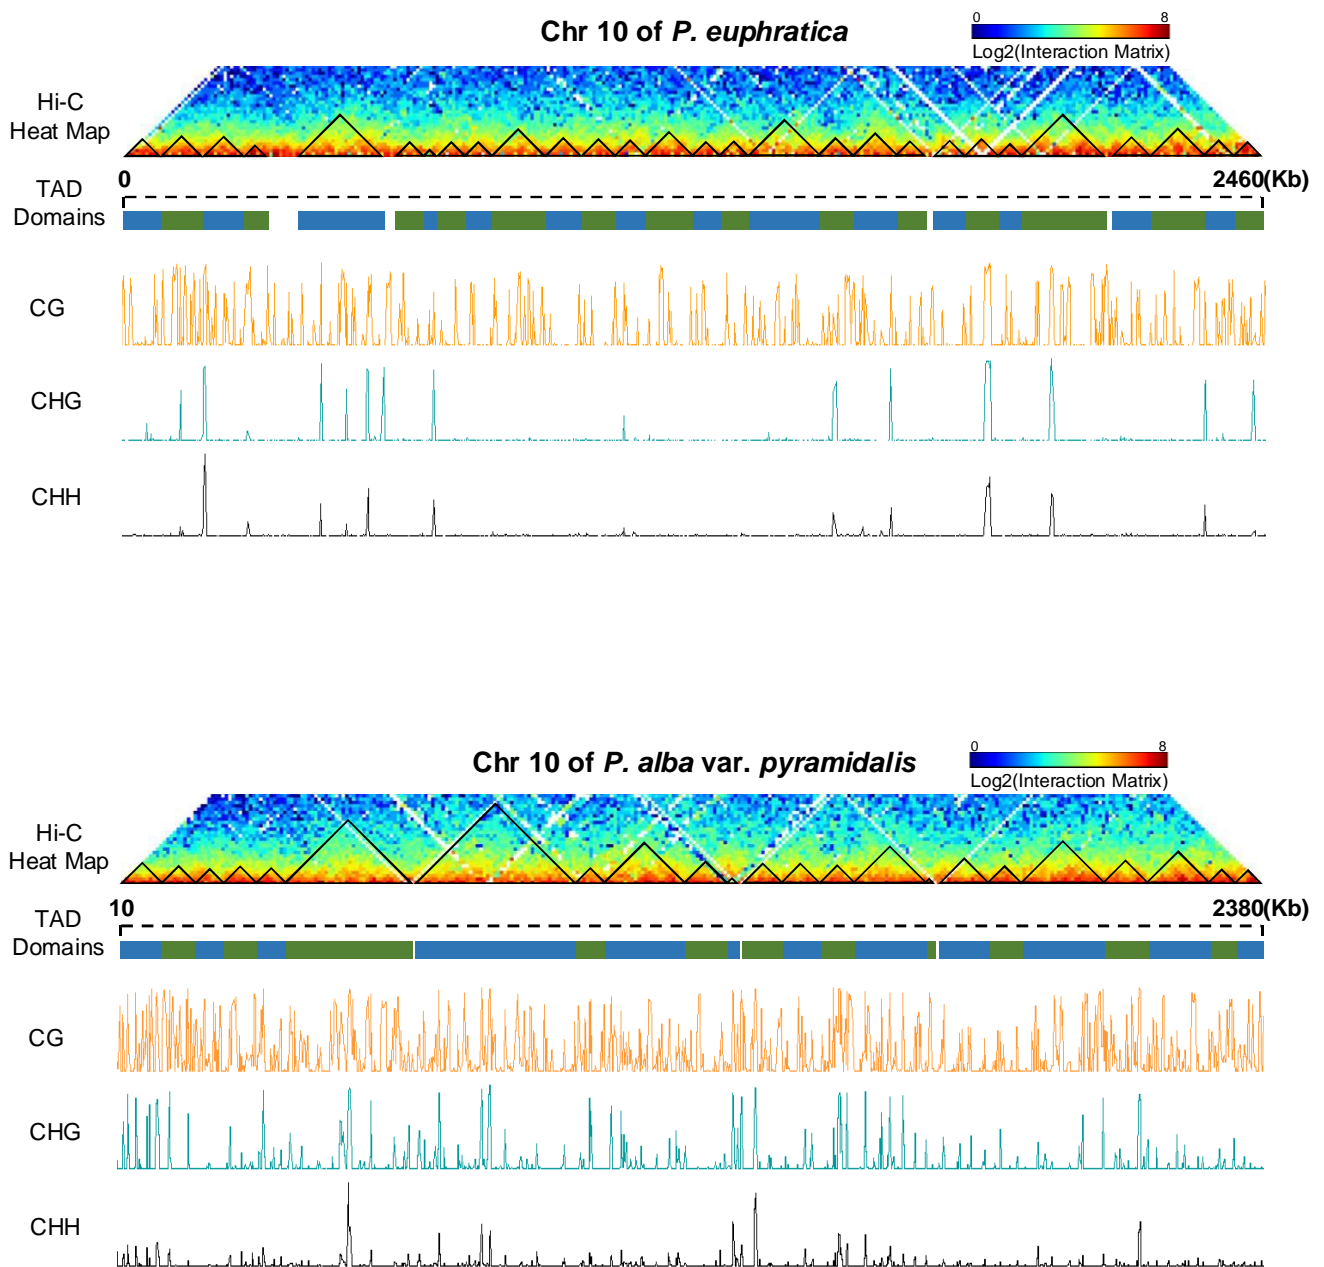 Chr 10 of P. euphratica
0 8
Log2(Interaction Matrix)
Hi-C
Heat Map
TAD
Domains
0 2460(Kb)
CG
CHG
CHH
Chr 10 of P. alba var. pyramidalis
0 8
Log2(Interaction Matrix)
Hi-C
Heat Map
TAD
Domains
10 2380(Kb)
CG
CHG
CHH